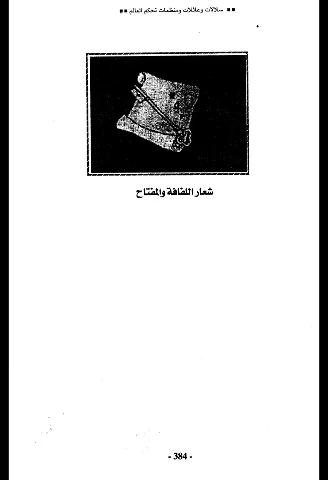 ■■ سلالات وعائلات ومنظمات تحكم العالم ■■
شعار اللفافة والمفتاح
- 384 -